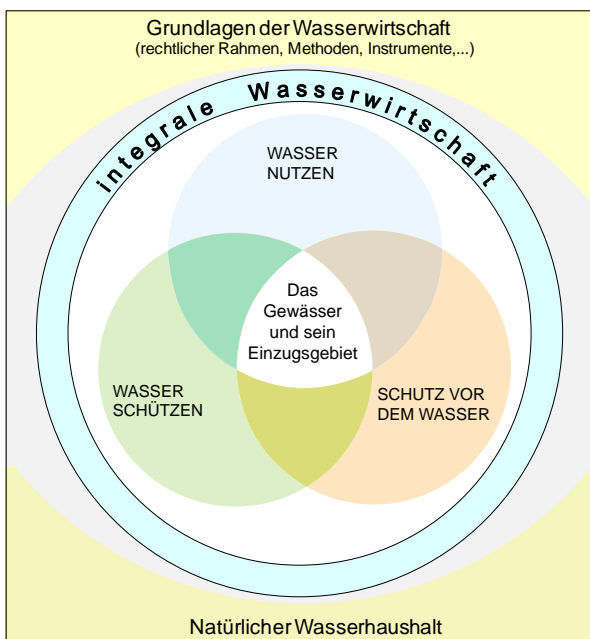 Grundlagen der Wasserwirtschaft
(rechtlicher Rahmen, Methoden, Instrumente,...)
integrale Wasserwirtschaft
WASSER
NUTZEN
Das
Gewässer
und sein
Einzugsgebiet
WASSER
SCHÜTZEN
SCHUTZ VOR
DEM WASSER
Natürlicher Wasserhaushalt